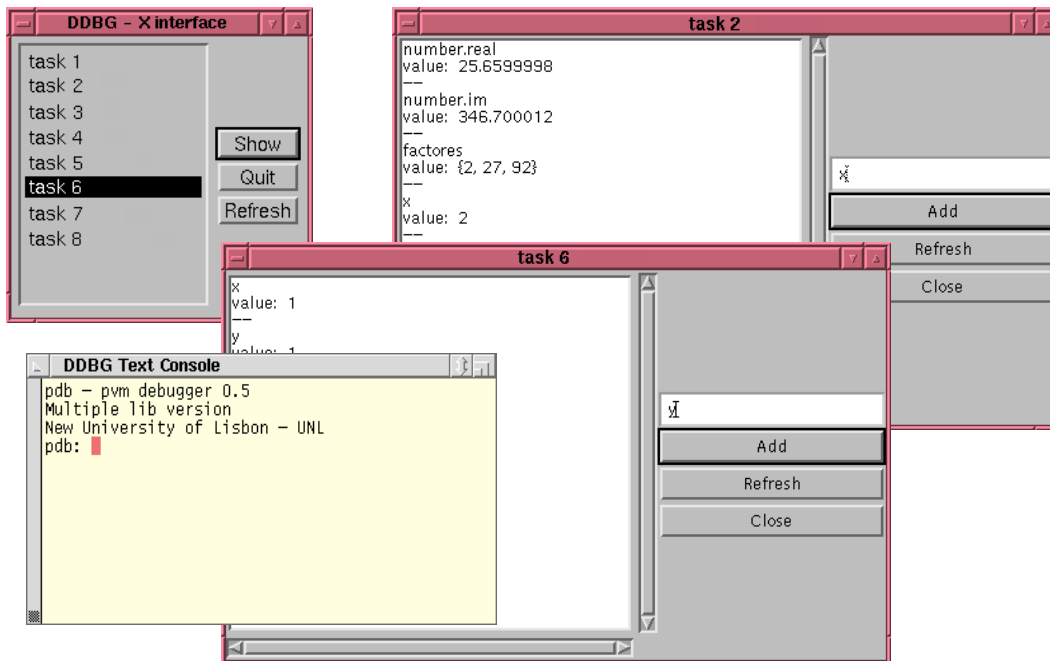 DDBG – X interface
task 1
task 2
task 3
task 4
task 5
task 6
task 7
task 8
Show
Quit
Refresh
task 2
number.real
value: 25.6599998
––
number.im
value: 346.700012
––
factores
value: {2, 27, 92}
––
x
value: 2
––
x
Add
Refresh
Close
task 6
x
value: 1
––
y
value: 1
y
Add
Refresh
Close
DDBG Text Console
pdb – pvm debugger 0.5
Multiple lib version
New University of Lisbon – UNL
pdb: